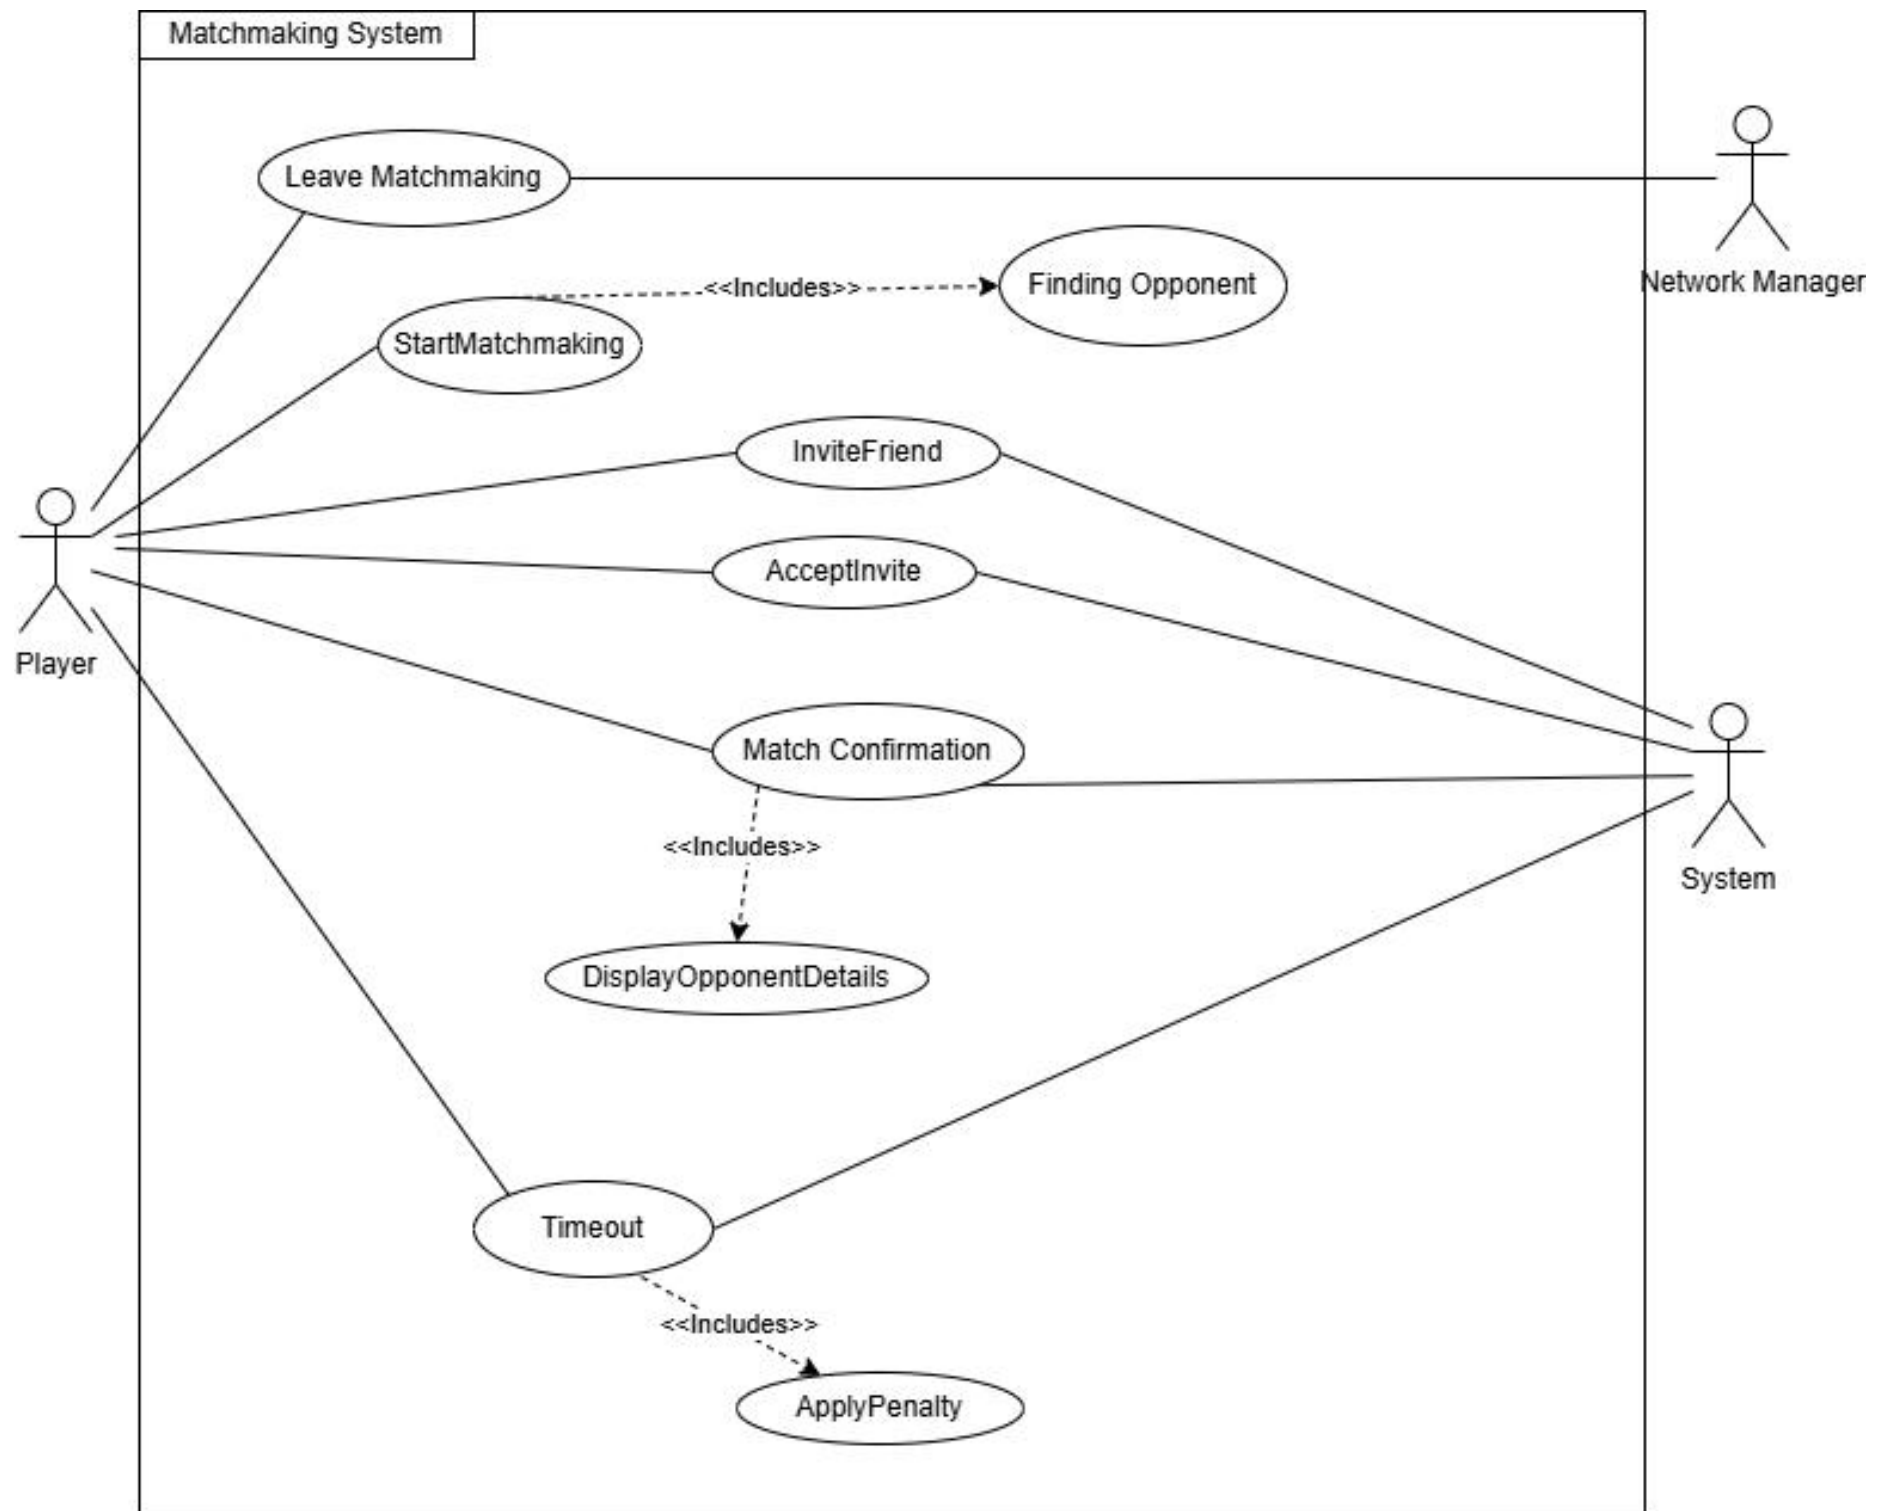 Matchmaking System
Leave Matchmaking
<<Includes>>
Finding Opponent
Network Manager
StartMatchmaking
InviteFriend
AcceptInvite
Player
Match Confirmation
<<Includes>>
System
DisplayOpponentDetails
Timeout
<<Includes>>
ApplyPenalty